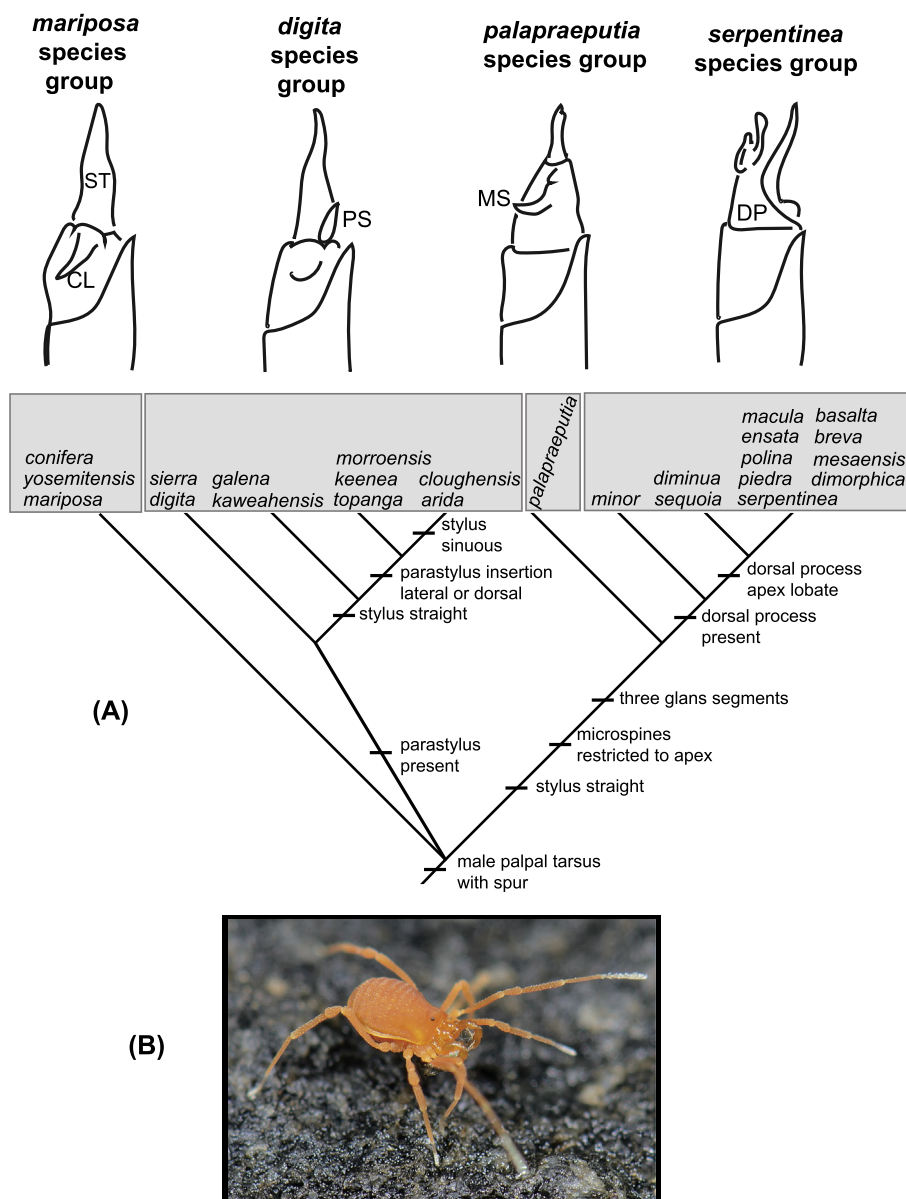 mariposa
species
group
digita
species
group
palapraeputia
species group
serpentinea
species group
ST
CL
PS
MS
DP
conifera
yosemitensis
mariposa
sierra
digita
galena
kaweahensis
morroensis
keenea
topanga
cloughensis
arida
palapraeputia
minor
diminua
sequoia
macula
ensata
polina
piedra
serpentinea
basalta
breva
mesaensis
dimorphica
stylus
sinuous
parastylus insertion
lateral or dorsal
stylus straight
dorsal process
apex lobate
dorsal process
present
three glans segments
microspines
restricted to apex
stylus straight
parastylus
present
male palpal tarsus
with spur
(A)
(B)